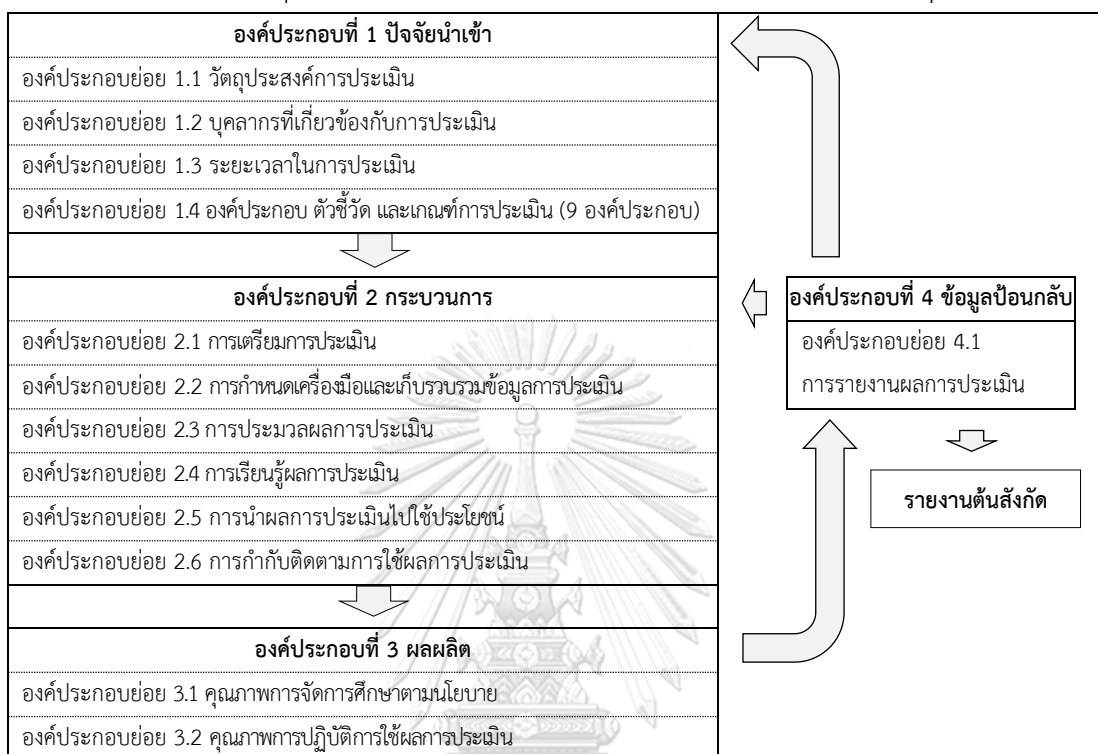 องค์ประกอบที่ 1 ปัจจัยนำเข้า
องค์ประกอบย่อย 1.1 วัตถุประสงค์การประเมิน
องค์ประกอบย่อย 1.2 บุคลากรที่เกี่ยวข้องกับการประเมิน
องค์ประกอบย่อย 1.3 ระยะเวลาในการประเมิน
องค์ประกอบย่อย 1.4 องค์ประกอบ ตัวชี้วัด และเกณฑ์การประเมิน (9 องค์ประกอบ)
องค์ประกอบที่ 2 กระบวนการ
องค์ประกอบย่อย 2.1 การเตรียมการประเมิน
องค์ประกอบย่อย 2.2 การกำหนดเครื่องมือและเก็บรวบรวมข้อมูลการประเมิน
องค์ประกอบย่อย 2.3 การประมวลผลการประเมิน
องค์ประกอบย่อย 2.4 การเรียนรู้ผลการประเมิน
องค์ประกอบย่อย 2.5 การนำผลการประเมินไปใช้ประโยชน์
องค์ประกอบย่อย 2.6 การกำกับติดตามการใช้ผลการประเมิน
องค์ประกอบที่ 3 ผลผลิต
องค์ประกอบย่อย 3.1 คุณภาพการจัดการศึกษาตามนโยบาย
องค์ประกอบย่อย 3.2 คุณภาพการปฏิบัติการใช้ผลการประเมิน
องค์ประกอบที่ 4 ข้อมูลป้อนกลับ
องค์ประกอบย่อย 4.1
การรายงานผลการประเมิน
รายงานต้นสังกัด